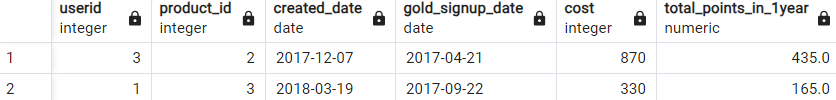 userid product_id created_date gold_signup_date cost total_points_in_1year
integer integer date date integer numeric
1 3 2 2017-12-07 2017-04-21 870 435.0
2 1 3 2018-03-19 2017-09-22 330 165.0